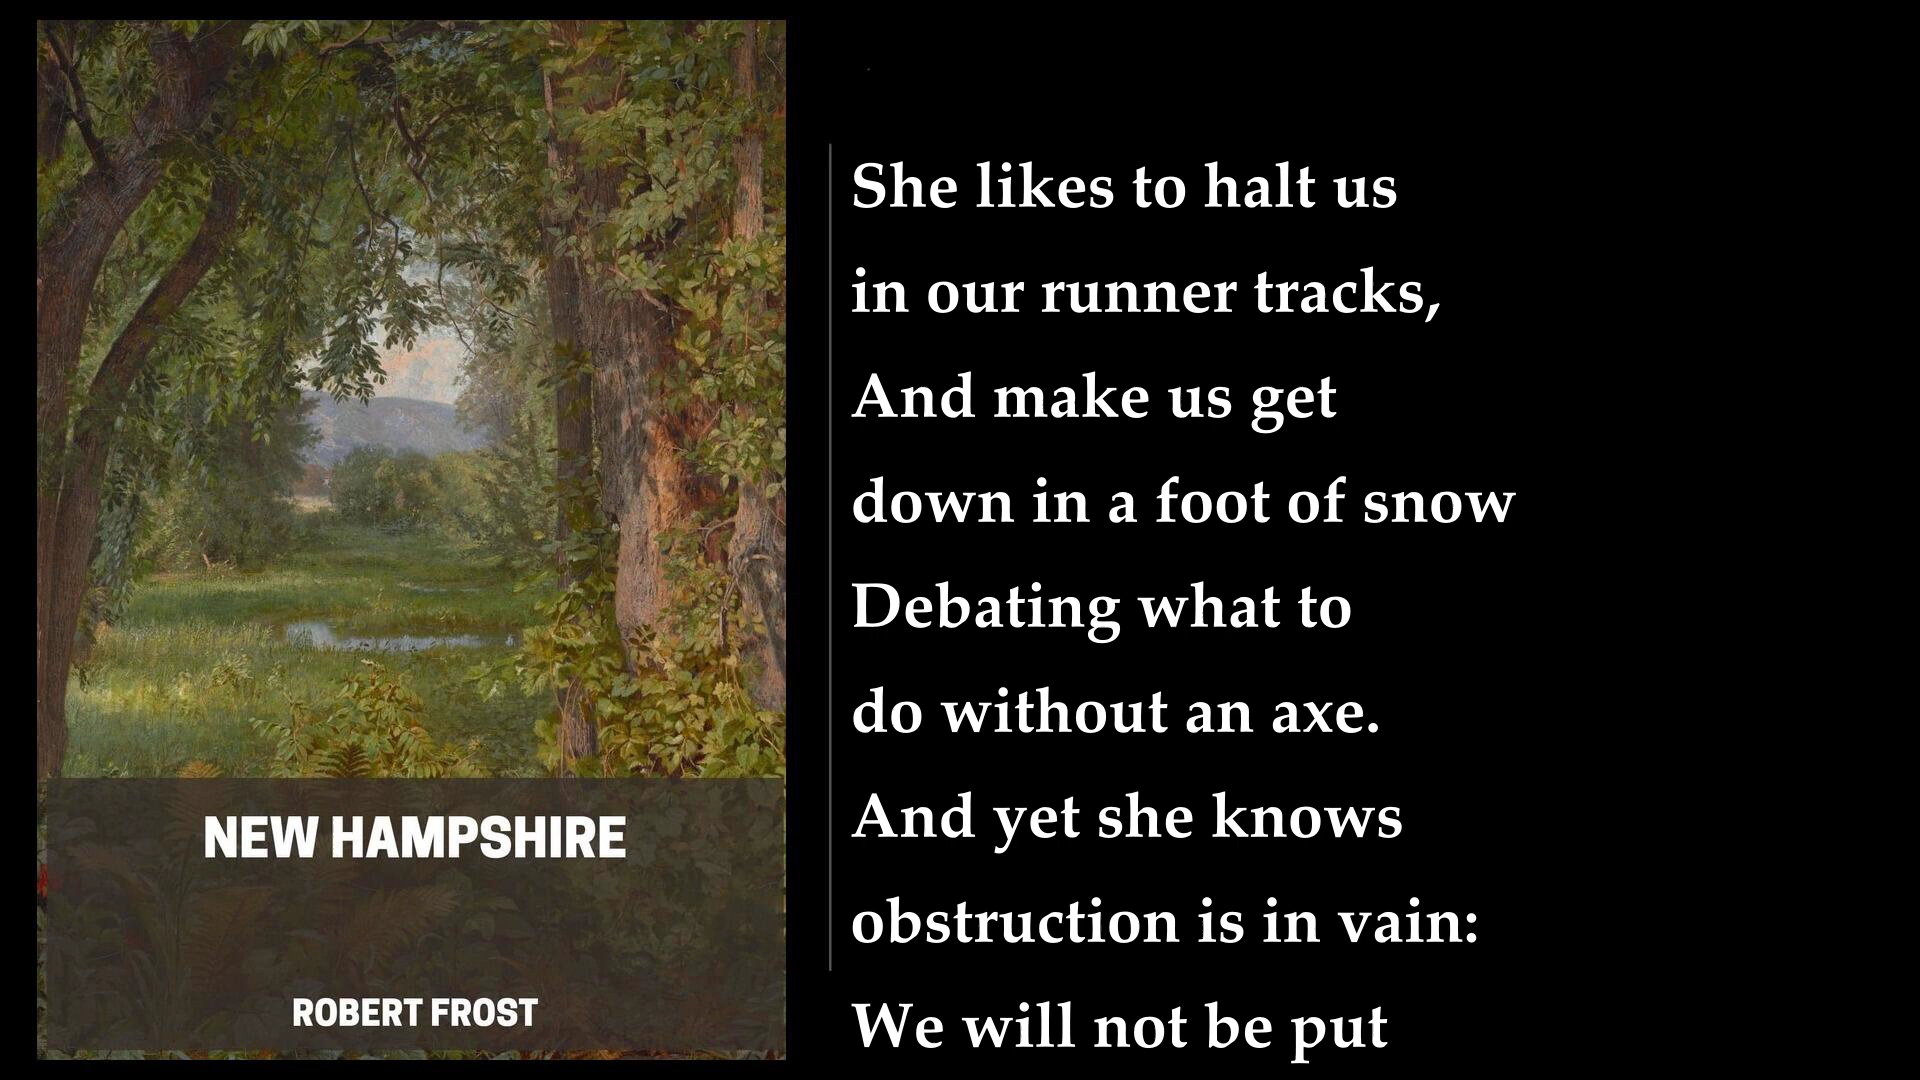 NEW HAMPSHIRE
ROBERT FROST
She likes to halt us
in our runner tracks,
And make us get
down in a foot of snow
Debating what to
do without an axe.
And yet she knows
obstruction is in vain:
We will not be put